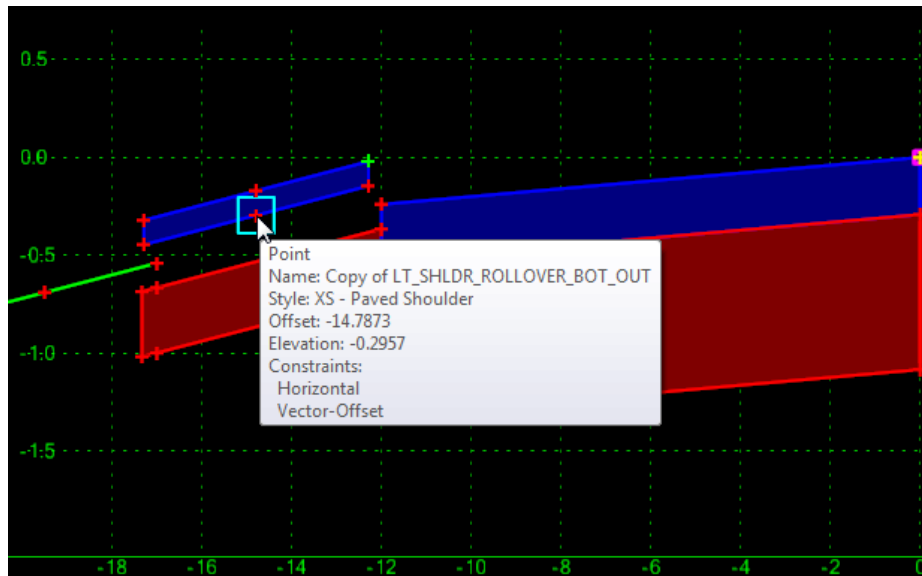 0.5
0.0
-0.5
Point
Name: Copy of LT_SHLDR_ROLLOVER_BOT_OUT
Style: XS - Paved Shoulder
Offset: -14.7873
Elevation: -0.2957
Constraints:
Horizontal
Vector-Offset
-1.0
-1.5
-18 -16 -14 -12 -10 -8 -6 -4 -2 0